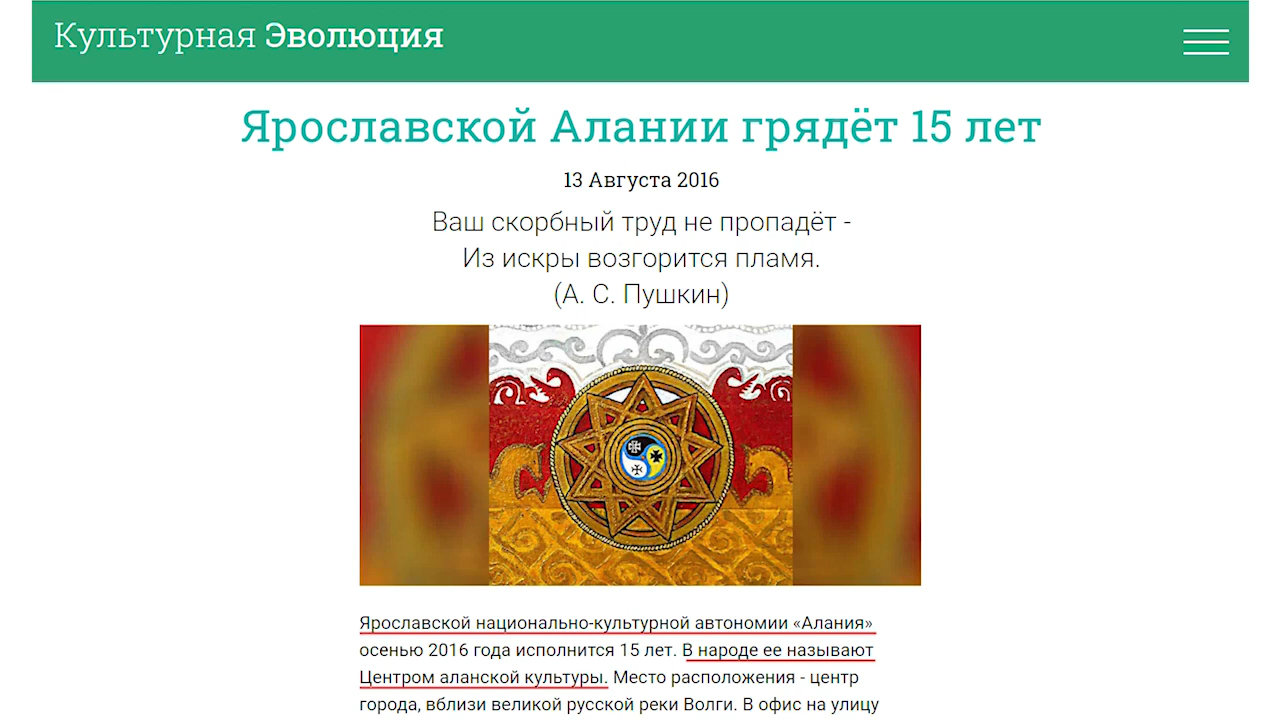 Культурная Эволюция
Ярославской Алании грядёт 15 лет
13 Августа 2016
Ваш скорбный труд не пропадёт -
Из искры возгорится пламя.
(А. С. Пушкин)
Ярославской национально-культурной автономии «Алания»
осенью 2016 года исполнится 15 лет. В народе ее называют
Центром аланской культуры. Место расположения - центр
города, вблизи великой русской реки Волги. В офис на улицу